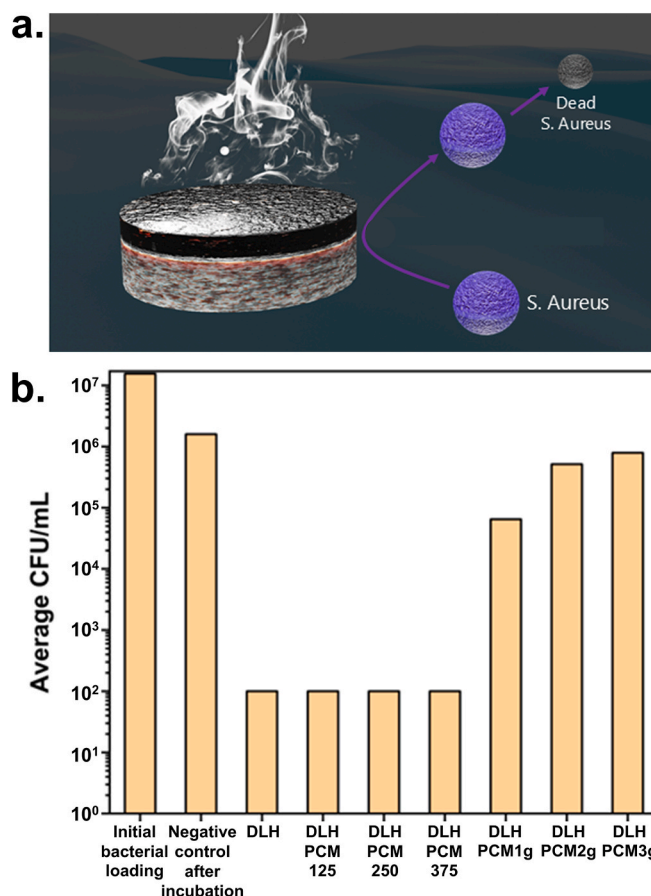 a.
Dead
S. Aureus
S. Aureus
b.
Average CFU/mL
10⁷
10⁶
10⁵
10⁴
10³
10²
10¹
10⁰
Initial
bacterial
loading
Negative
control
after
incubation
DLH
DLH
PCM
125
DLH
PCM
250
DLH
PCM
375
DLH
PCM1g
DLH
PCM2g
DLH
PCM3g